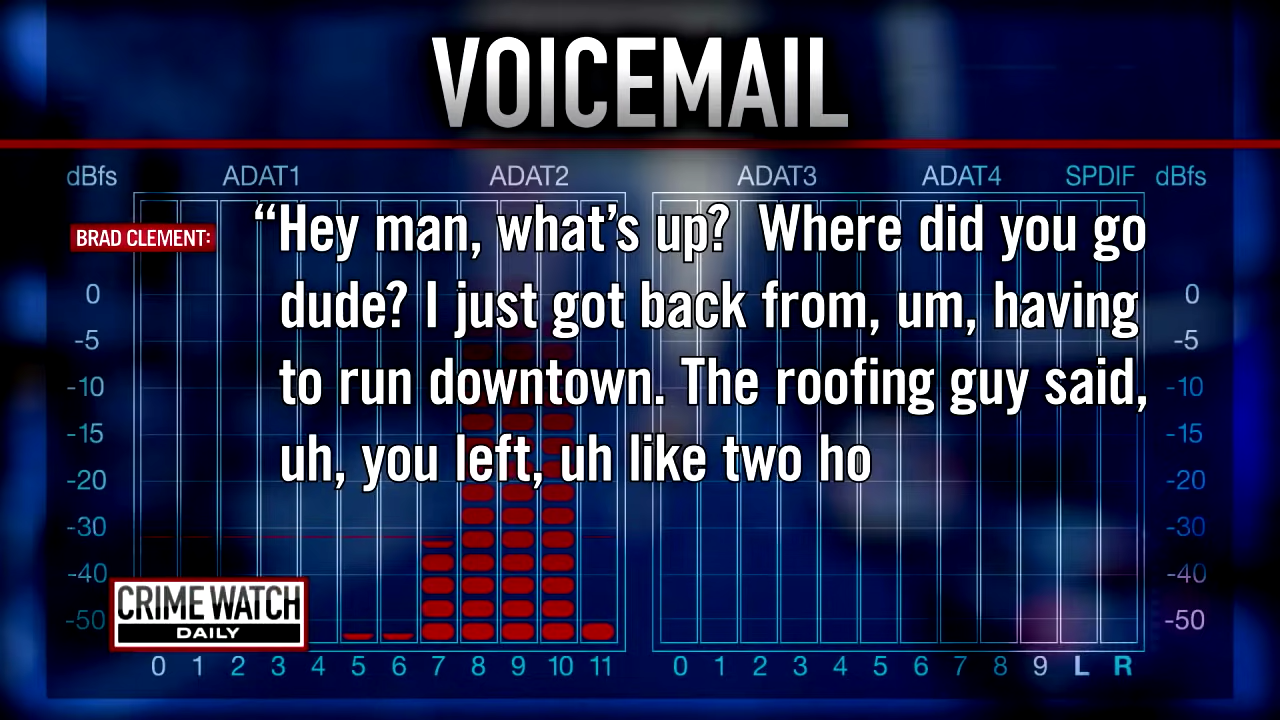 VOICEMAIL
dBfs ADAT1 ADAT2 ADAT3 ADAT4 SPDIF dBfs
BRAD CLEMENT: “Hey man, what’s up? Where did you go
dude? I just got back from, um, having
to run downtown. The roofing guy said,
uh, you left, uh like two ho
0 0
-5 -5
-10 -10
-15 -15
-20 -20
-30 -30
-40 -40
-50 -50
CRIME WATCH
DAILY
0 1 2 3 4 5 6 7 8 9 10 11 0 1 2 3 4 5 6 7 8 9 L R